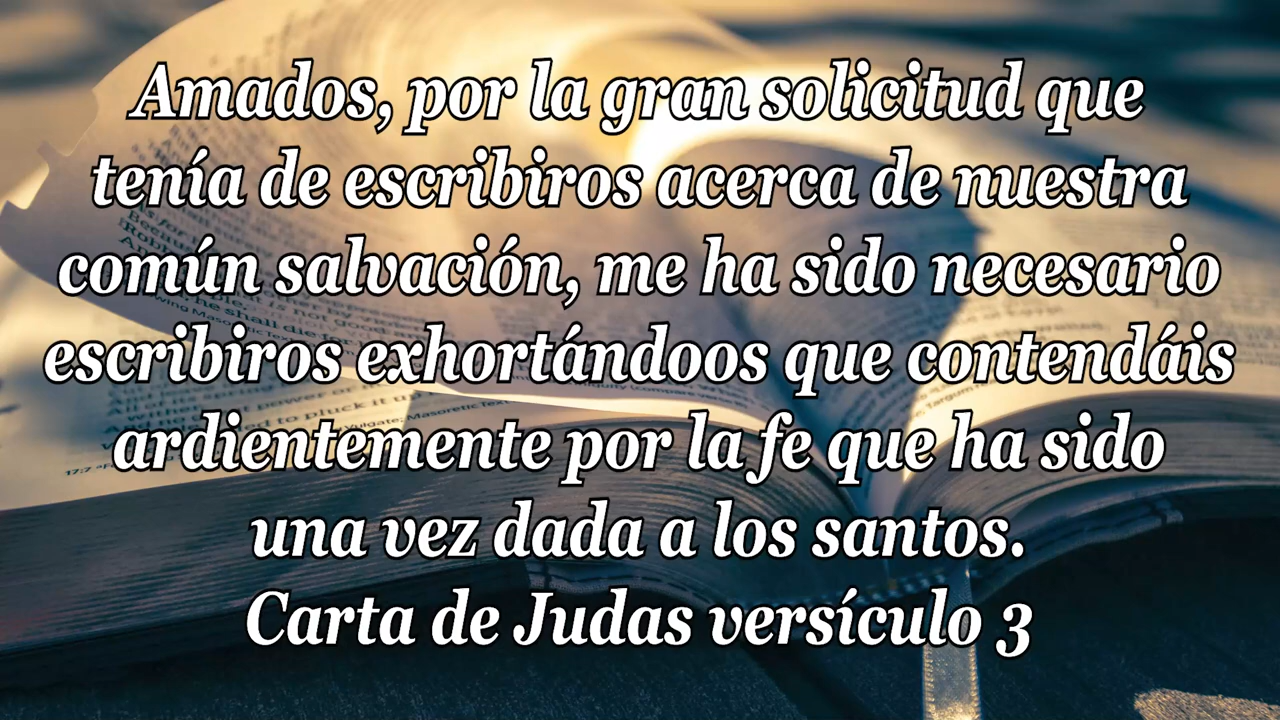 Amados, por la gran solicitud que
tenía de escribiros acerca de nuestra
común salvación, me ha sido necesario
escribiros exhortándoos que contendáis
ardientemente por la fe que ha sido
una vez dada a los santos.
Carta de Judas versículo 3